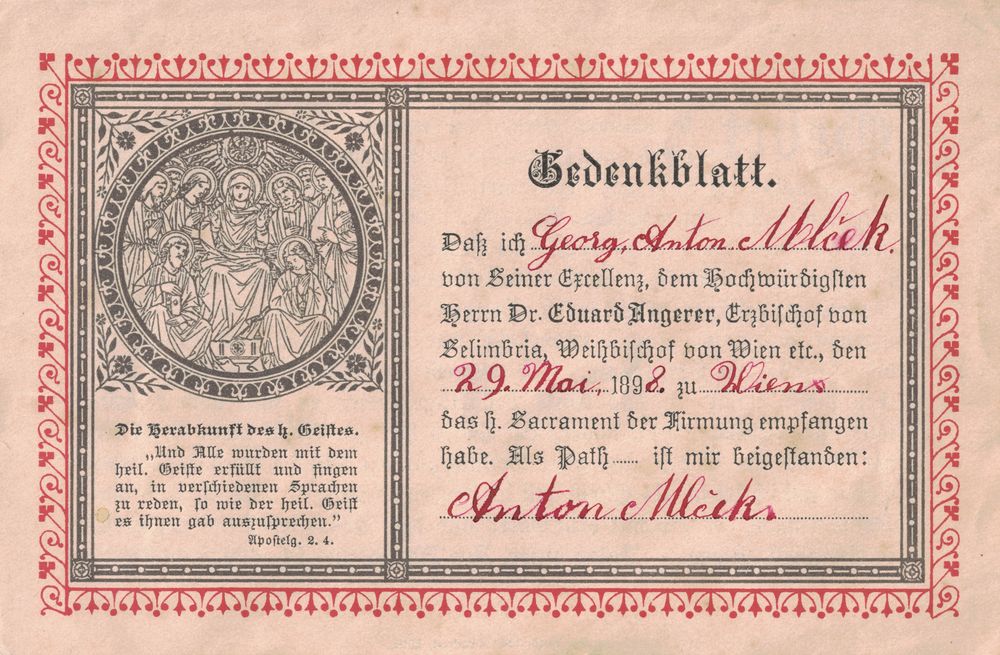 Die Herabkunft des h. Geistes.
„Und Alle wurden mit dem
heil. Geiste erfüllt und fingen
an, in verschiedenen Sprachen
zu reden, so wie der heil. Geist
es ihnen gab auszusprechen.”
Apostelg. 2. 4.
Gedenkblatt.
Daß ich Georg, Anton Mlček.
von Seiner Excellenz, dem Hochwürdigsten
Herrn Dr. Eduard Angerer, Erzbischof von
Selimbria, Weihbischof von Wien etc., den
29. Mai, 1898. zu Wien.
das h. Sacrament der Firmung empfangen
habe. Als Path...... ist mir beigestanden:
Anton Mlček.